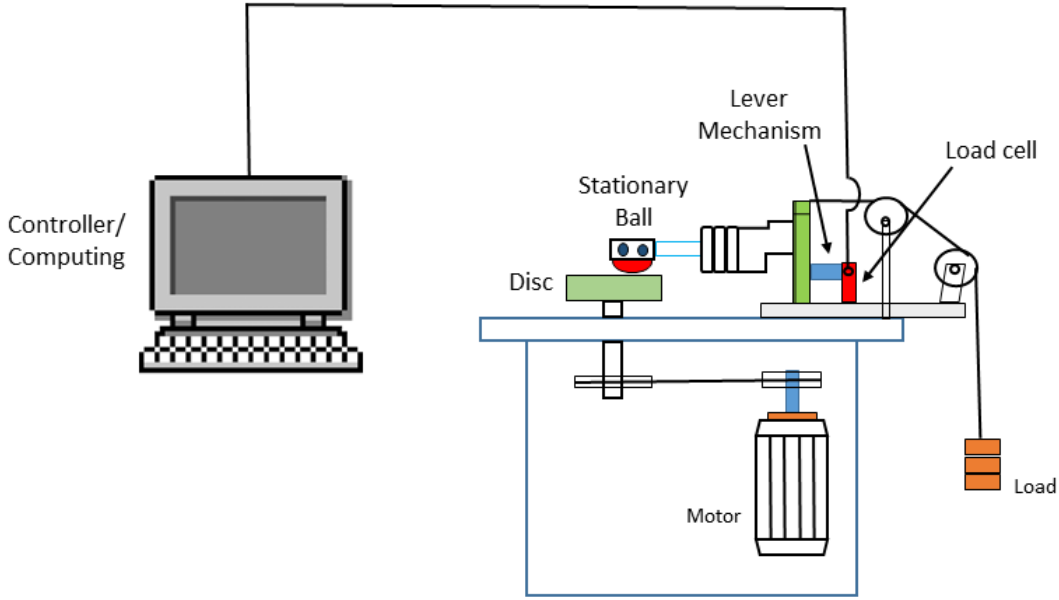 Lever
Mechanism
Load cell
Stationary
Ball
Controller/
Computing
Disc
Load
Motor